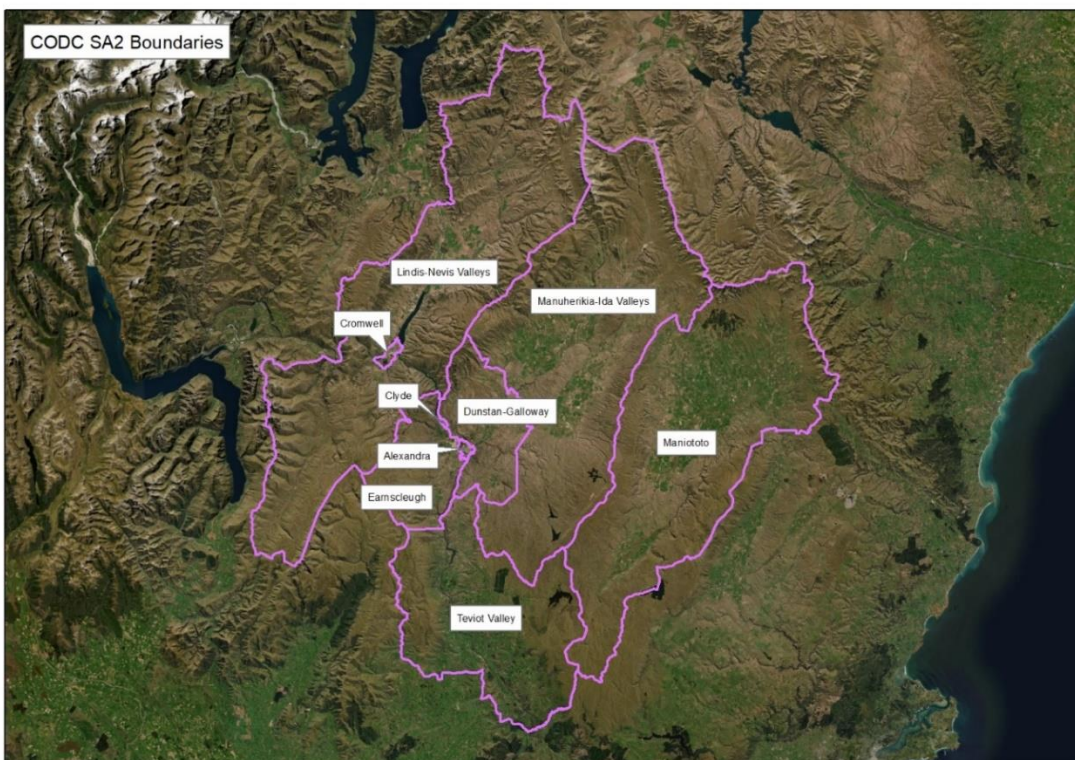 CODC SA2 Boundaries
Lindis-Nevis Valleys
Manuherikia-Ida Valleys
Cromwell
Clyde
Dunstan-Galloway
Maniototo
Alexandra
Earnscleugh
Teviot Valley